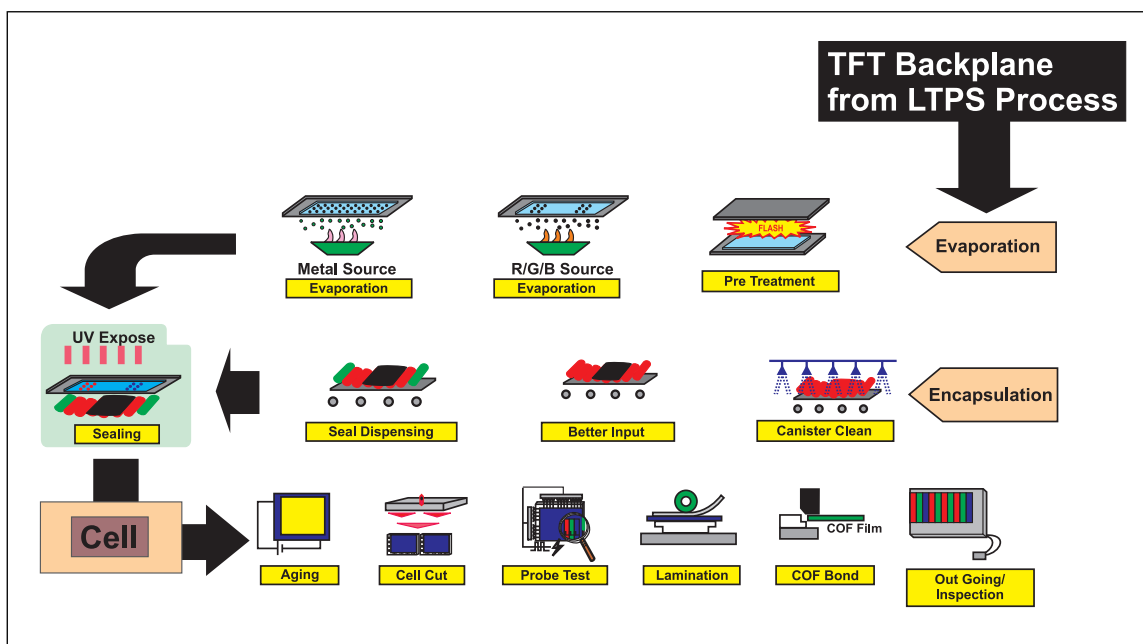 TFT Backplane
from LTPS Process
FLASH
Metal Source
Evaporation
R/G/B Source
Evaporation
Pre Treatment
Evaporation
UV Expose
Sealing
Seal Dispensing
Better Input
Canister Clean
Encapsulation
Cell
Aging
Cell Cut
Probe Test
Lamination
COF Film
COF Bond
Out Going/
Inspection